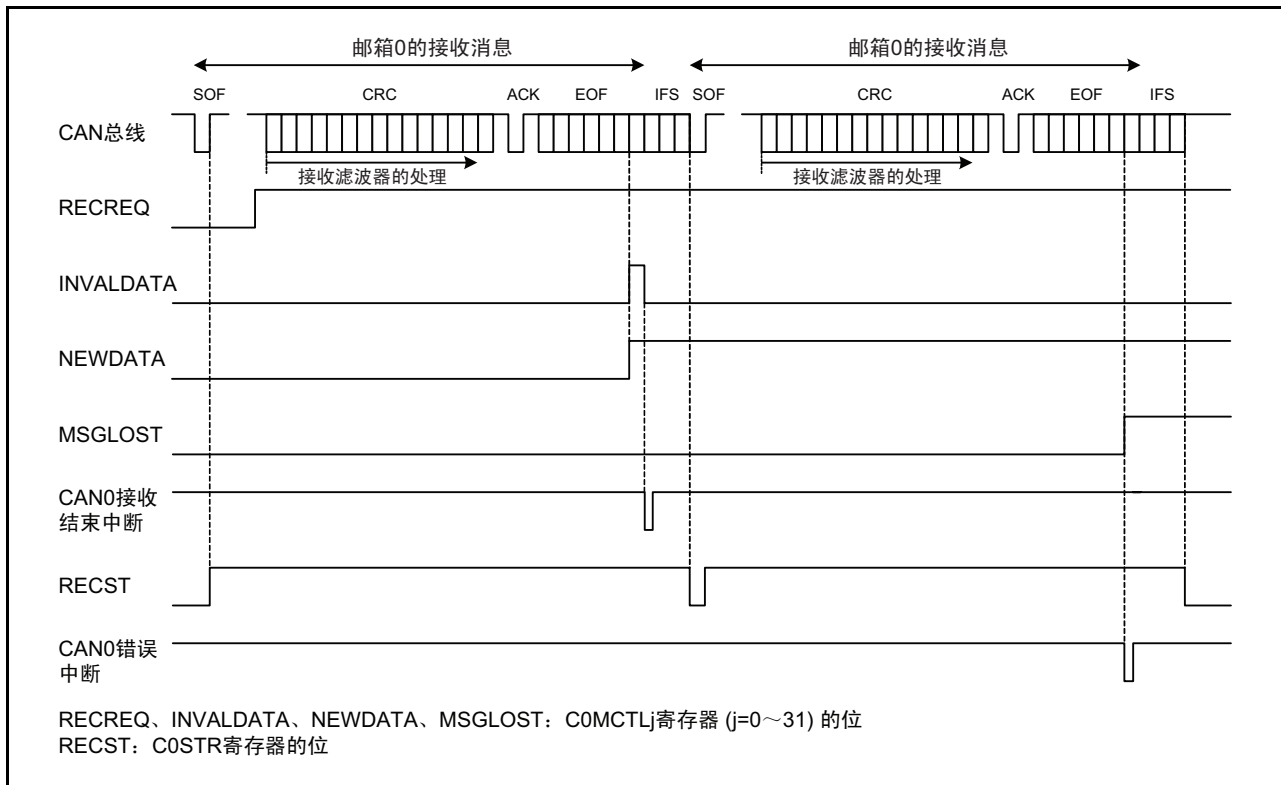 邮箱0的接收消息 邮箱0的接收消息
SOF CRC ACK EOF IFS SOF CRC ACK EOF IFS
CAN总线
接收滤波器的处理 接收滤波器的处理
RECREQ
INVALDATA
NEWDATA
MSGLOST
CAN0接收
结束中断
RECST
CAN0错误
中断
RECREQ、INVALDATA、NEWDATA、MSGLOST：C0MCTLj寄存器 (j=0～31) 的位
RECST：C0STR寄存器的位